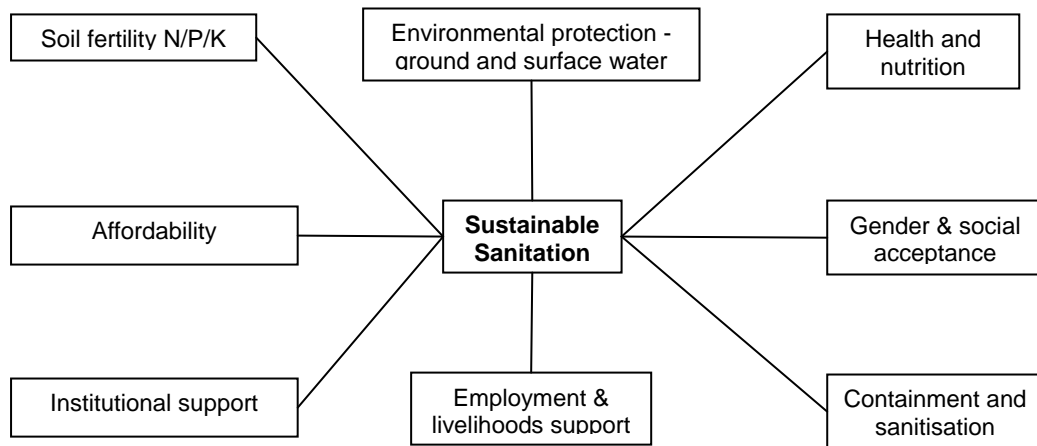 Soil fertility N/P/K
Environmental protection -
ground and surface water
Health and
nutrition
Affordability
Sustainable
Sanitation
Gender & social
acceptance
Institutional support
Employment &
livelihoods support
Containment and
sanitisation